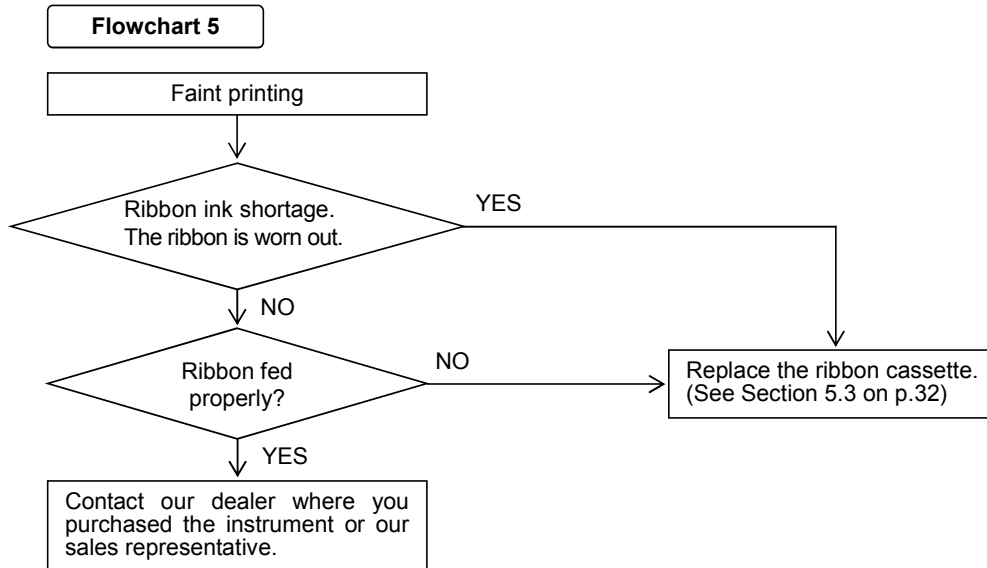 Flowchart 5
Faint printing
Ribbon ink shortage.
The ribbon is worn out.
YES
NO
Ribbon fed
properly?
NO
Replace the ribbon cassette.
(See Section 5.3 on p.32)
YES
Contact our dealer where you
purchased the instrument or our
sales representative.